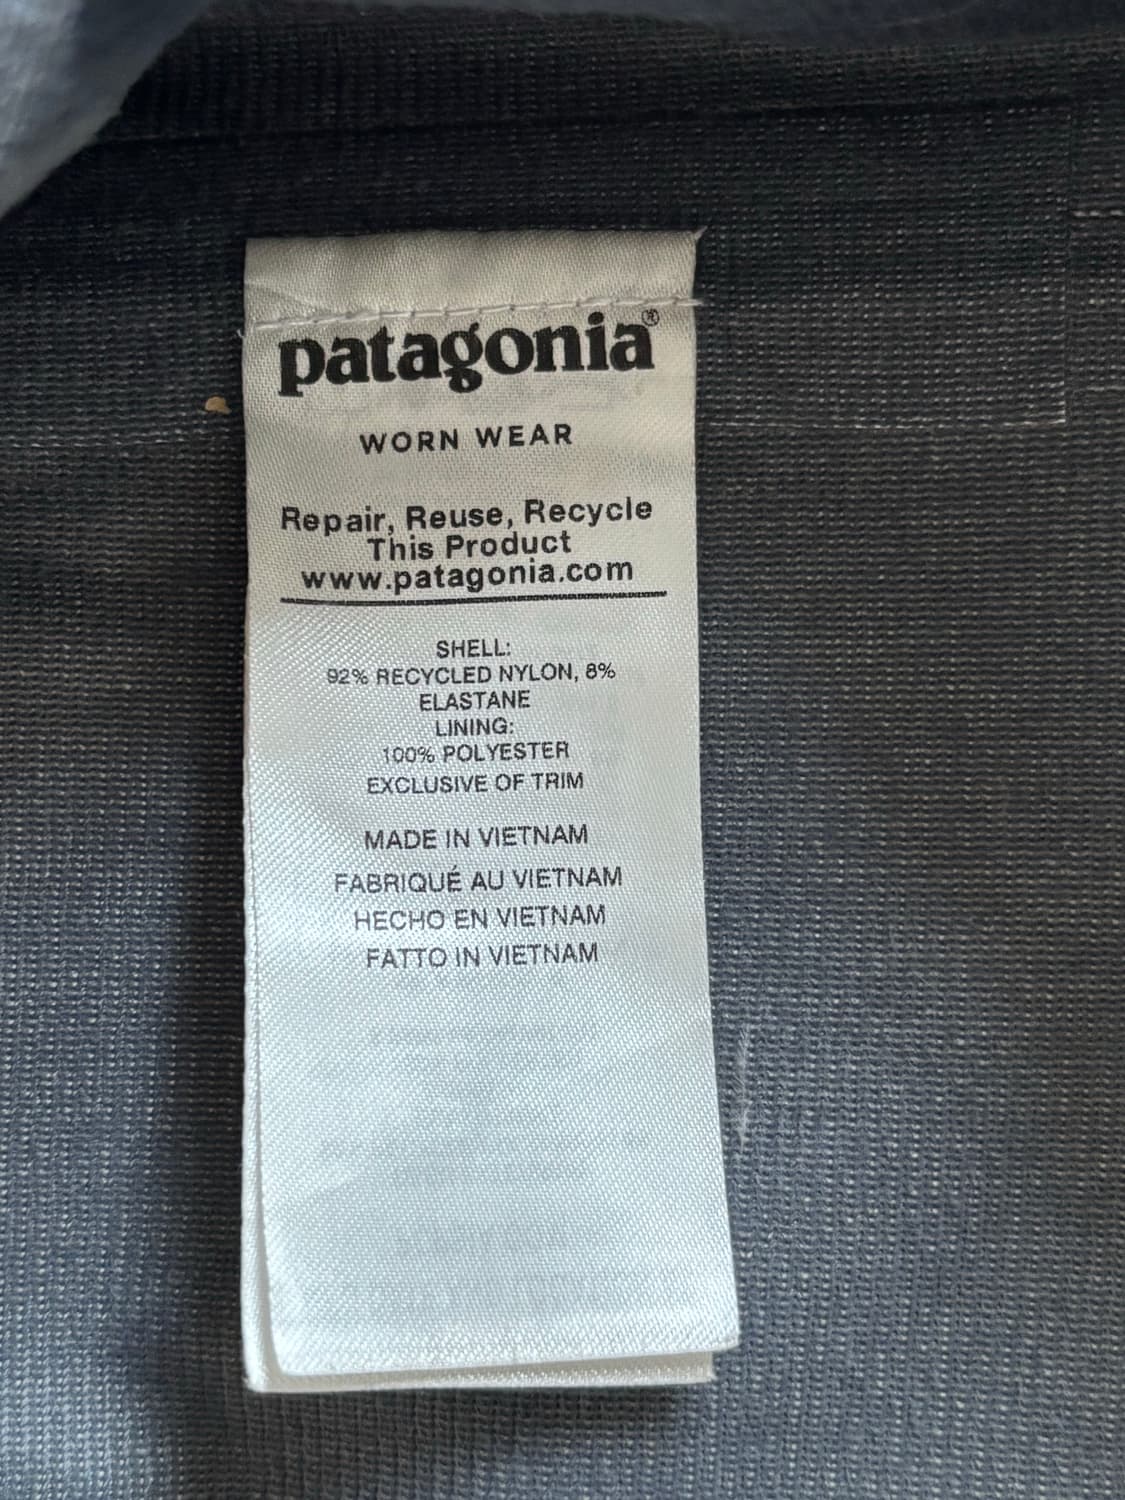 patagonia®
WORN WEAR
Repair, Reuse, Recycle
This Product
www.patagonia.com
SHELL:
92% RECYCLED NYLON, 8%
ELASTANE
LINING:
100% POLYESTER
EXCLUSIVE OF TRIM
MADE IN VIETNAM
FABRIQUÉ AU VIETNAM
HECHO EN VIETNAM
FATTO IN VIETNAM